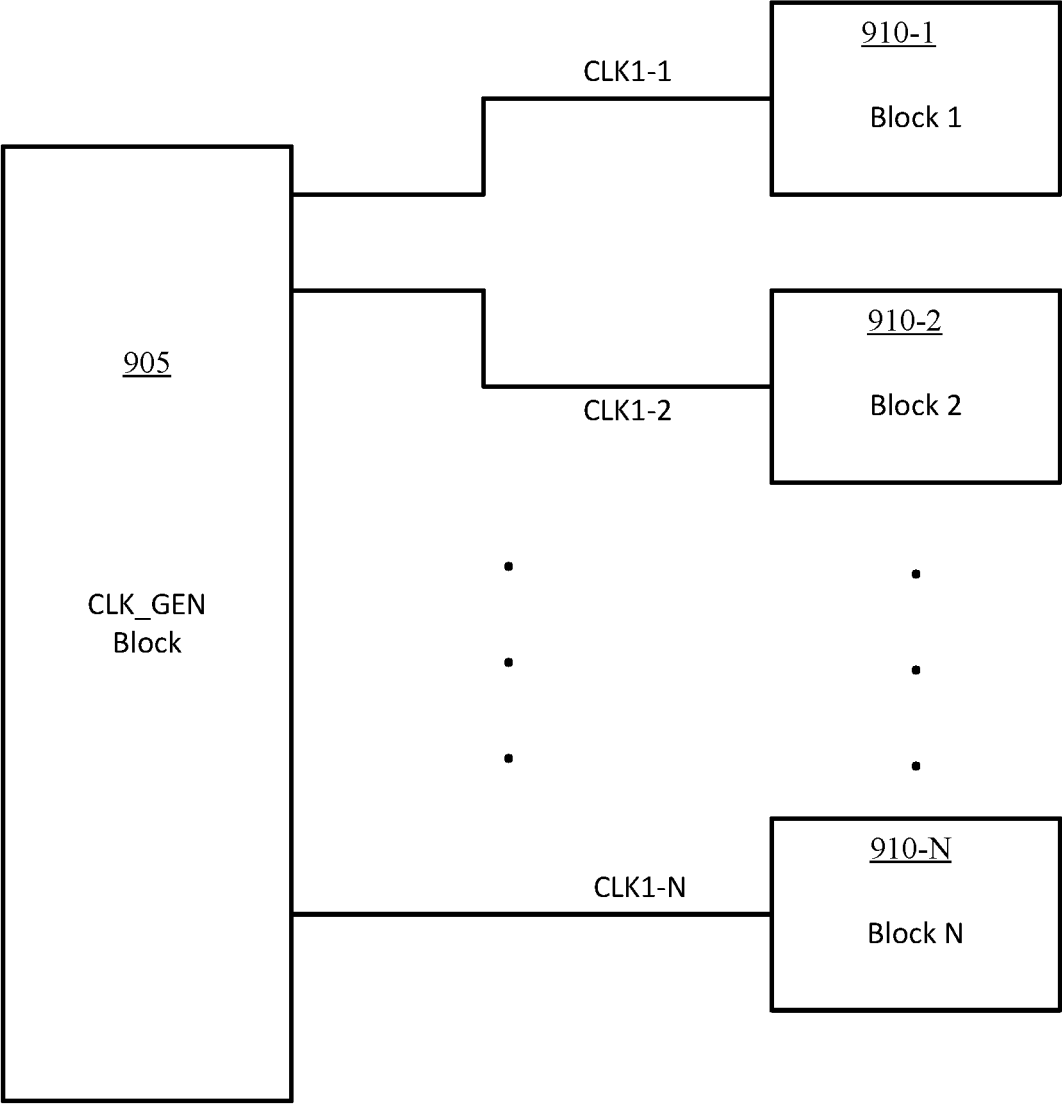 910-1
CLK1-1
Block 1
905
910-2
CLK1-2
Block 2
CLK_GEN
Block
910-N
CLK1-N
Block N